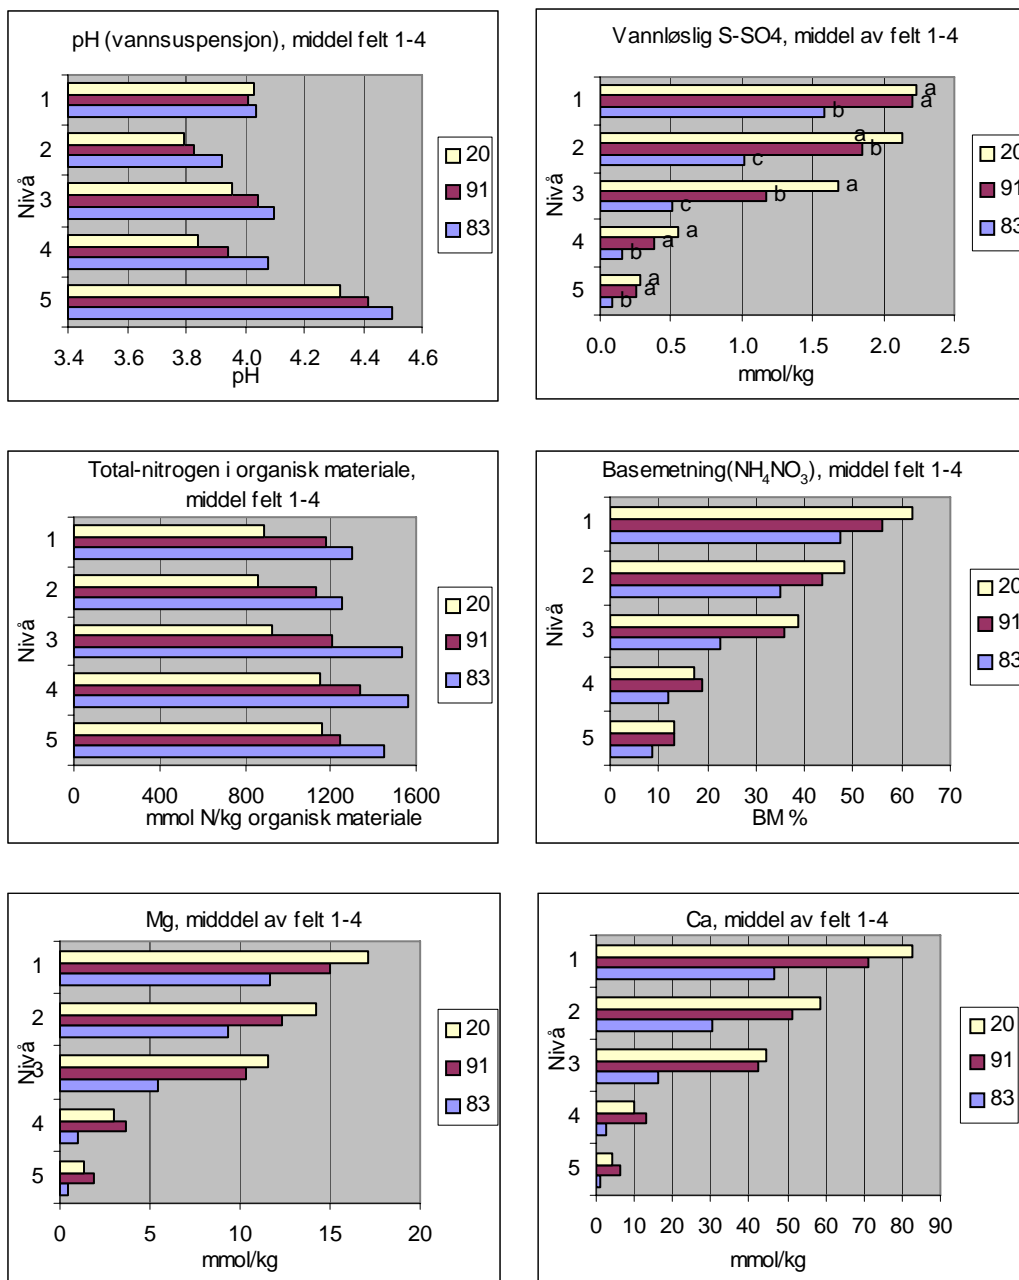 pH (vannsuspensjon), middel felt 1-4
Nivå
1
2
3
4
5
3.4 3.6 3.8 4.0 4.2 4.4 4.6
pH
20
91
83
Vannløslig S-SO4, middel av felt 1-4
Nivå
1
2
3
4
5
a
a
b
a
b
c
a
b
c
a
a
b
a
a
b
0.0 0.5 1.0 1.5 2.0 2.5
mmol/kg
20
91
83
Total-nitrogen i organisk materiale,
middel felt 1-4
Nivå
1
2
3
4
5
0 400 800 1200 1600
mmol N/kg organisk materiale
20
91
83
Basemetning(NH4NO3), middel felt 1-4
Nivå
1
2
3
4
5
0 10 20 30 40 50 60 70
BM %
20
91
83
Mg, midddel av felt 1-4
Nivå
1
2
3
4
5
0 5 10 15 20
mmol/kg
20
91
83
Ca, middel av felt 1-4
Nivå
1
2
3
4
5
0 10 20 30 40 50 60 70 80 90
mmol/kg
20
91
83